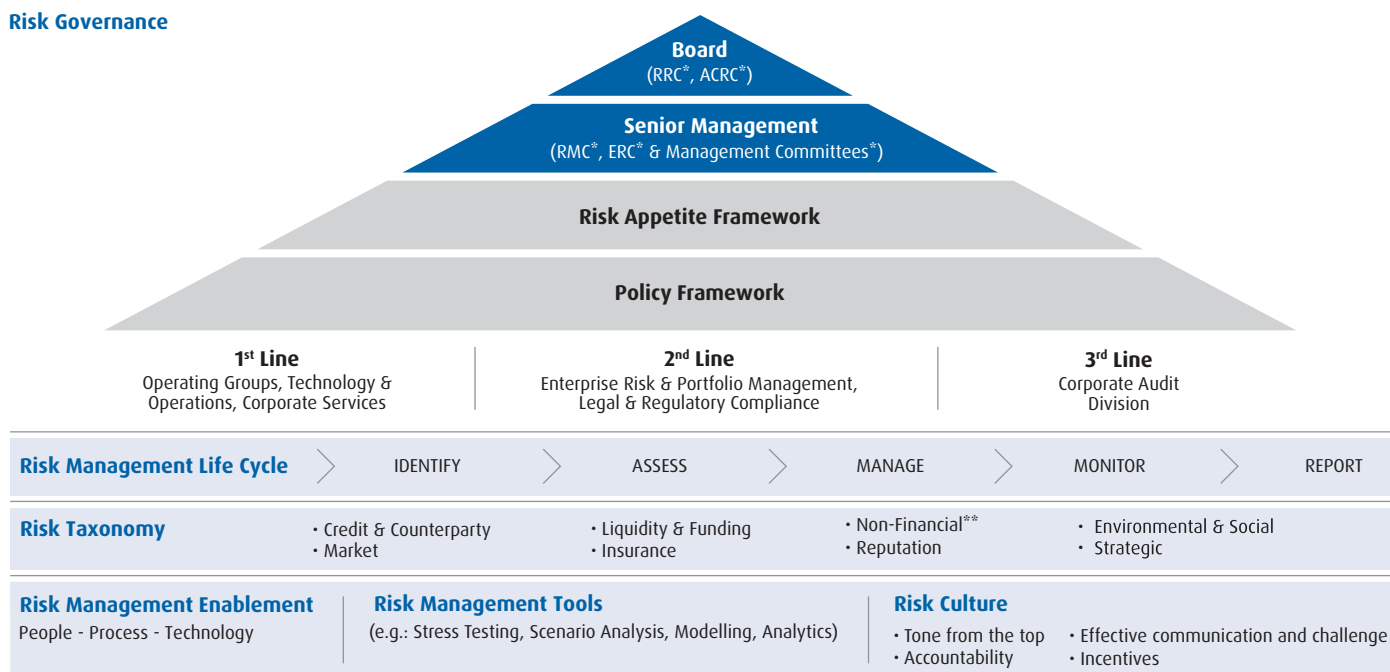 Risk Governance
Board
(RRC*, ACRC*)
Senior Management
(RMC*, ERC* & Management Committees*)
Risk Appetite Framework
Policy Framework
1st Line
Operating Groups, Technology &
Operations, Corporate Services
2nd Line
Enterprise Risk & Portfolio Management,
Legal & Regulatory Compliance
3rd Line
Corporate Audit
Division
Risk Management Life Cycle IDENTIFY ASSESS MANAGE MONITOR REPORT
Risk Taxonomy
• Credit & Counterparty
• Market
• Liquidity & Funding
• Insurance
• Non-Financial**
• Reputation
• Environmental & Social
• Strategic
Risk Management Enablement
People - Process - Technology
Risk Management Tools
(e.g.: Stress Testing, Scenario Analysis, Modelling, Analytics)
Risk Culture
• Tone from the top
• Accountability
• Effective communication and challenge
• Incentives